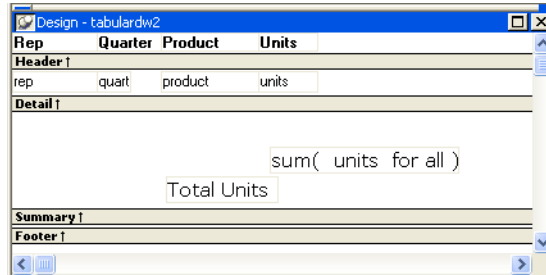 Design - tabulardw2
Rep Quarter Product Units
Header ↑
rep quart product units
Detail ↑
sum( units for all )
Total Units
Summary ↑
Footer ↑